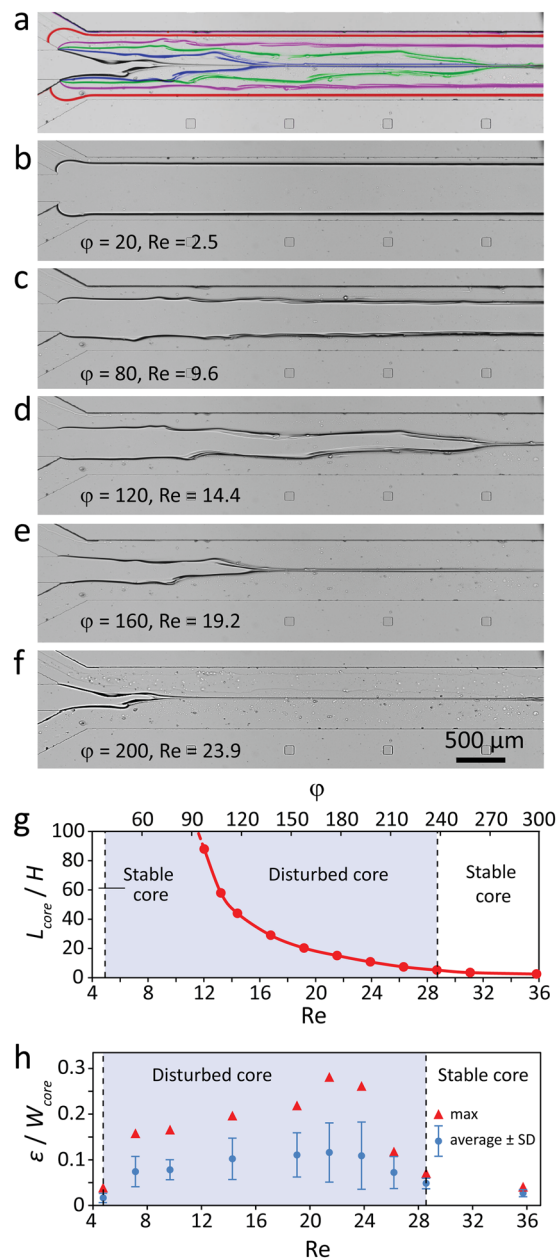 a
b
φ = 20, Re = 2.5
c
φ = 80, Re = 9.6
d
φ = 120, Re = 14.4
e
φ = 160, Re = 19.2
f
φ = 200, Re = 23.9
500 μm
φ
g
60 90 120 150 180 210 240 270 300
100
80
60
40
20
0
L core / H
Stable
core
Disturbed core
Stable
core
4 8 12 16 20 24 28 32 36
Re
h
0.3
0.2
0.1
0
ε / W core
Disturbed core
Stable core
max
average ± SD
4 8 12 16 20 24 28 32 36
Re